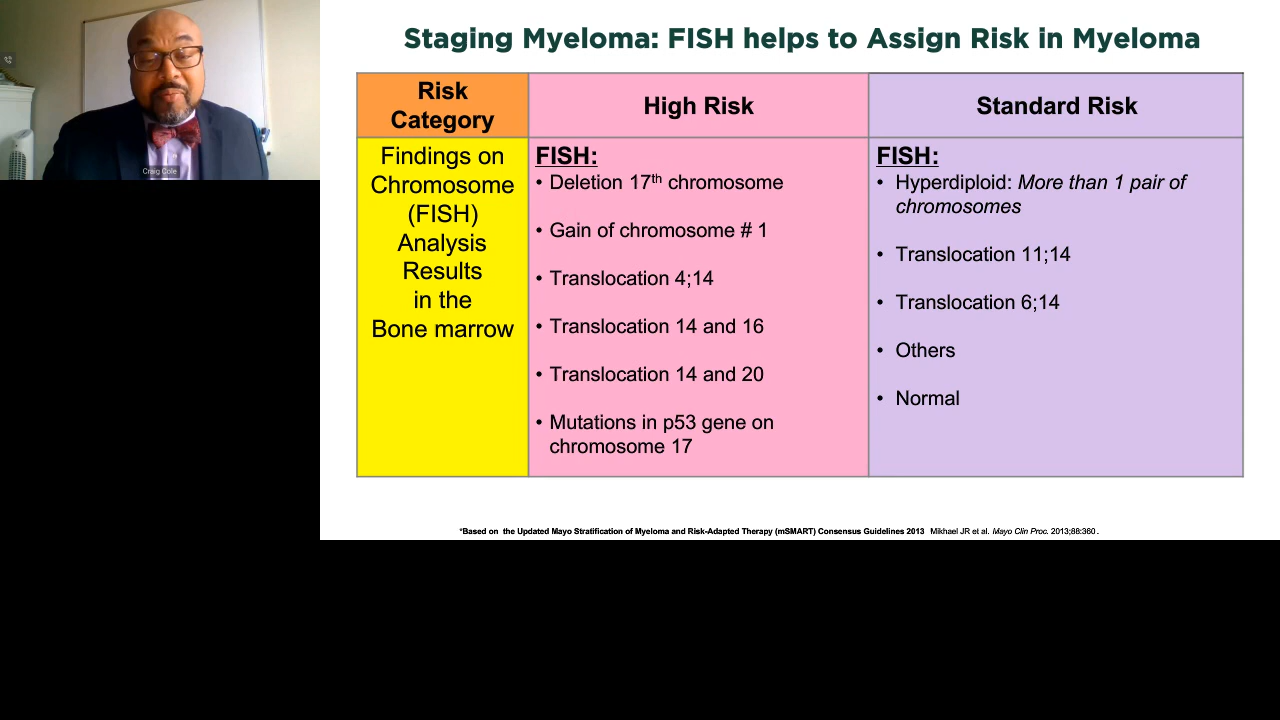 Craig Cole
Staging Myeloma: FISH helps to Assign Risk in Myeloma
Risk
Category
High Risk
Standard Risk
Findings on
Chromosome
(FISH)
Analysis
Results
in the
Bone marrow
FISH:
• Deletion 17th chromosome
• Gain of chromosome # 1
• Translocation 4;14
• Translocation 14 and 16
• Translocation 14 and 20
• Mutations in p53 gene on
chromosome 17
FISH:
• Hyperdiploid: More than 1 pair of
chromosomes
• Translocation 11;14
• Translocation 6;14
• Others
• Normal
*Based on the Updated Mayo Stratification of Myeloma and Risk-Adapted Therapy (mSMART) Consensus Guidelines 2013 Mikhael JR et al. Mayo Clin Proc. 2013;88:360.